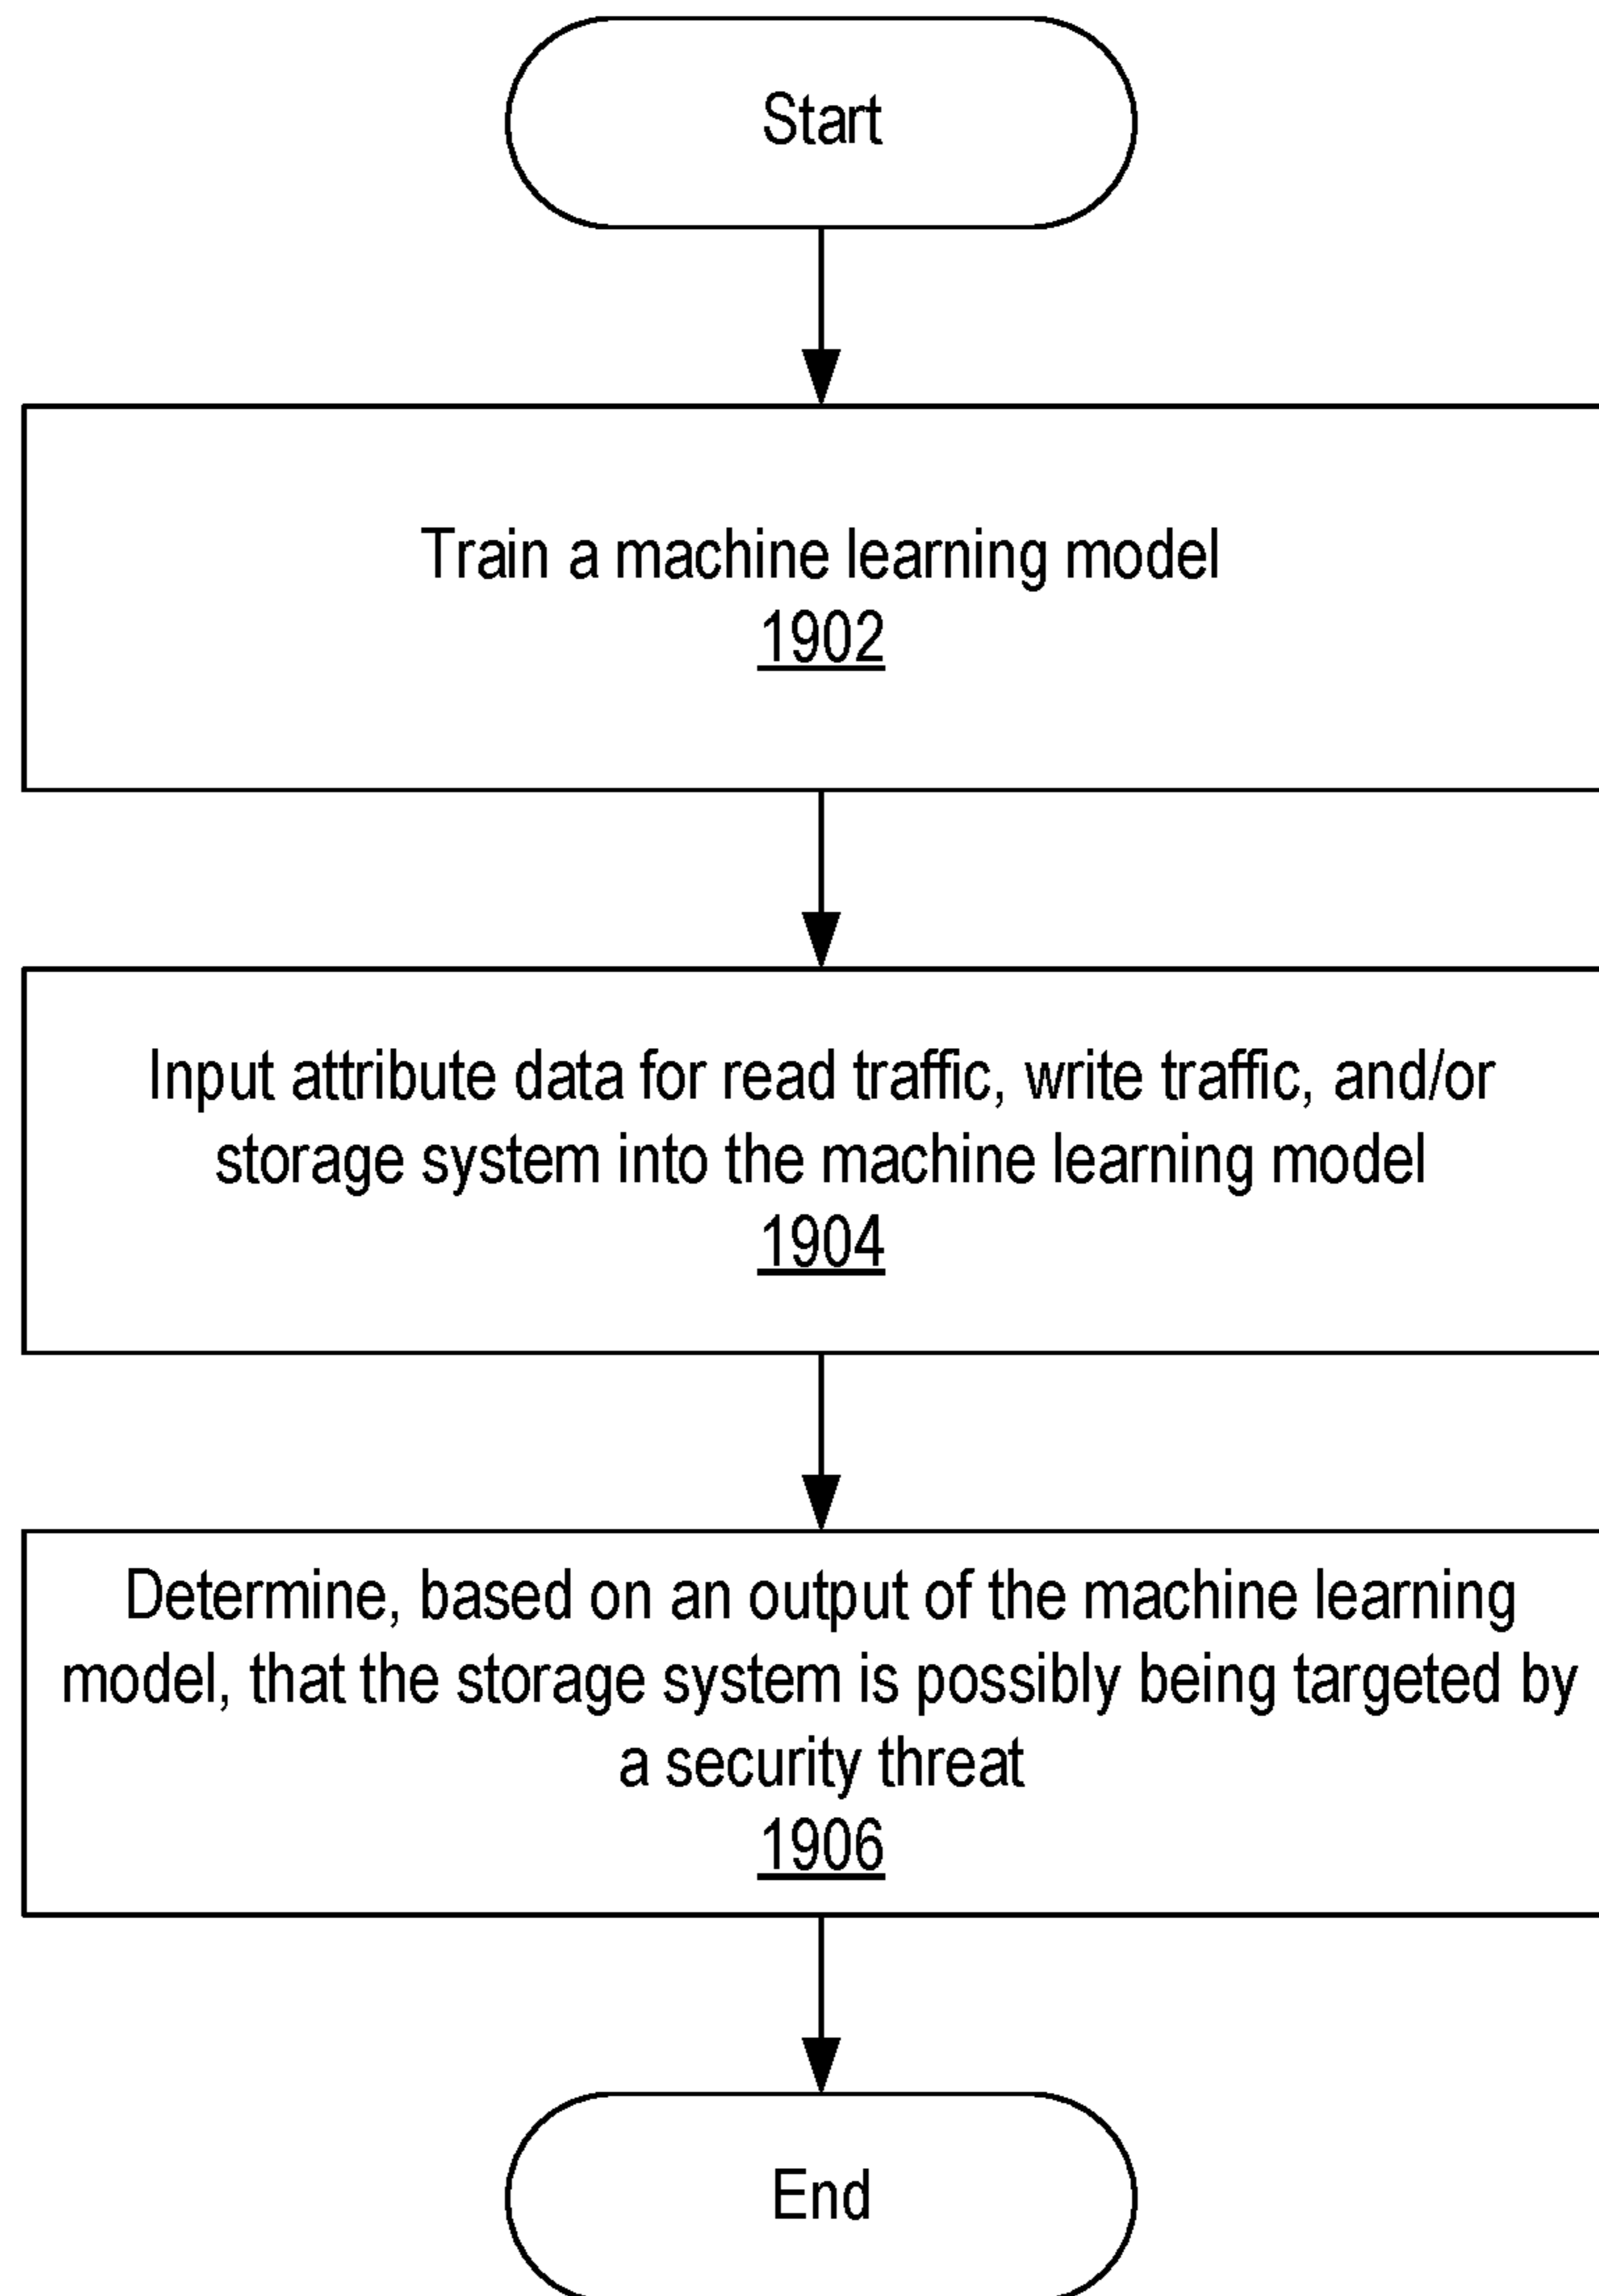 Start
Train a machine learning model
1902
Input attribute data for read traffic, write traffic, and/or
storage system into the machine learning model
1904
Determine, based on an output of the machine learning
model, that the storage system is possibly being targeted by
a security threat
1906
End